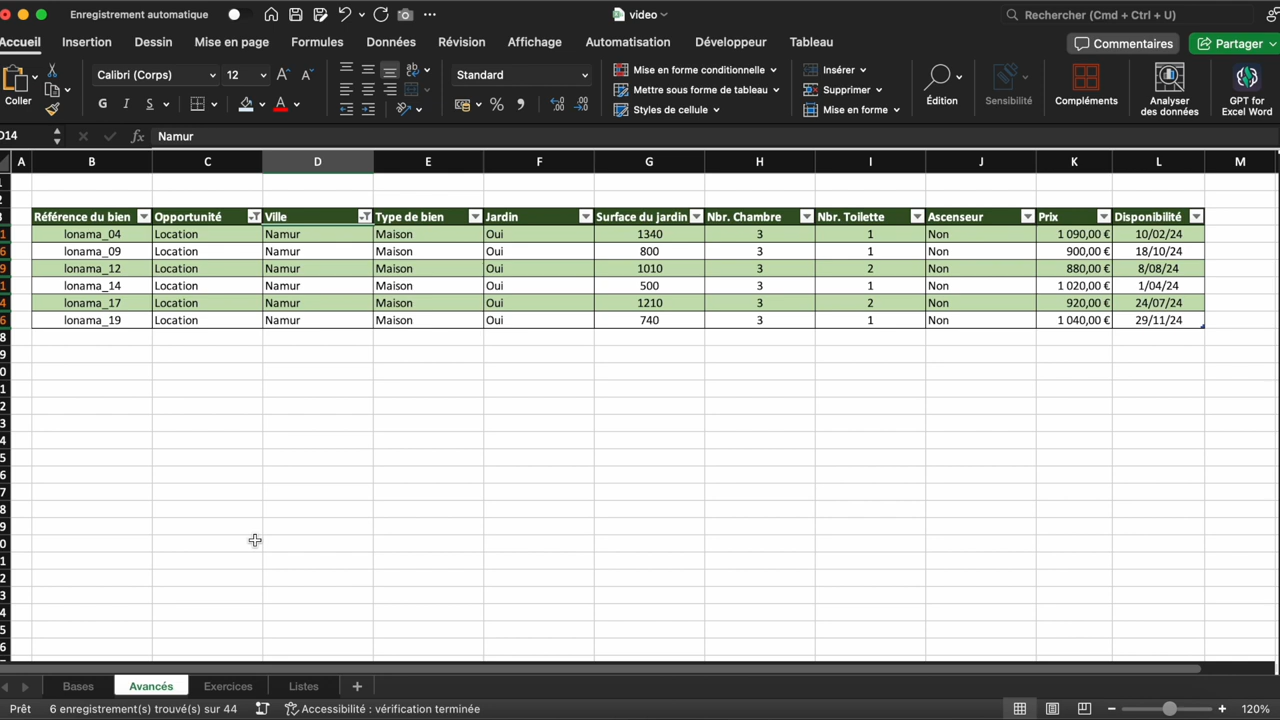 Enregistrement automatique
video
Rechercher (Cmd + Ctrl + U)
Accueil Insertion Dessin Mise en page Formules Données Révision Affichage Automatisation Développeur Tableau
Commentaires Partager
Coller
Calibri (Corps) 12
G I S
Standard
Mise en forme conditionnelle
Mettre sous forme de tableau
Styles de cellule
Insérer
Supprimer
Mise en forme
Édition
Sensibilité
Compléments
Analyser
des données
GPT for
Excel Word
D14 fx Namur
A B C D E F G H I J K L M
Référence du bien Opportunité Ville Type de bien Jardin Surface du jardin Nbr. Chambre Nbr. Toilette Ascenseur Prix Disponibilité
lonama_04 Location Namur Maison Oui 1340 3 1 Non 1 090,00 € 10/02/24
lonama_09 Location Namur Maison Oui 800 3 1 Non 900,00 € 18/10/24
lonama_12 Location Namur Maison Oui 1010 3 2 Non 880,00 € 8/08/24
lonama_14 Location Namur Maison Oui 500 3 1 Non 1 020,00 € 1/04/24
lonama_17 Location Namur Maison Oui 1210 3 2 Non 920,00 € 24/07/24
lonama_19 Location Namur Maison Oui 740 3 1 Non 1 040,00 € 29/11/24
Bases Avancés Exercices Listes
Prêt 6 enregistrement(s) trouvé(s) sur 44 Accessibilité : vérification terminée 120%